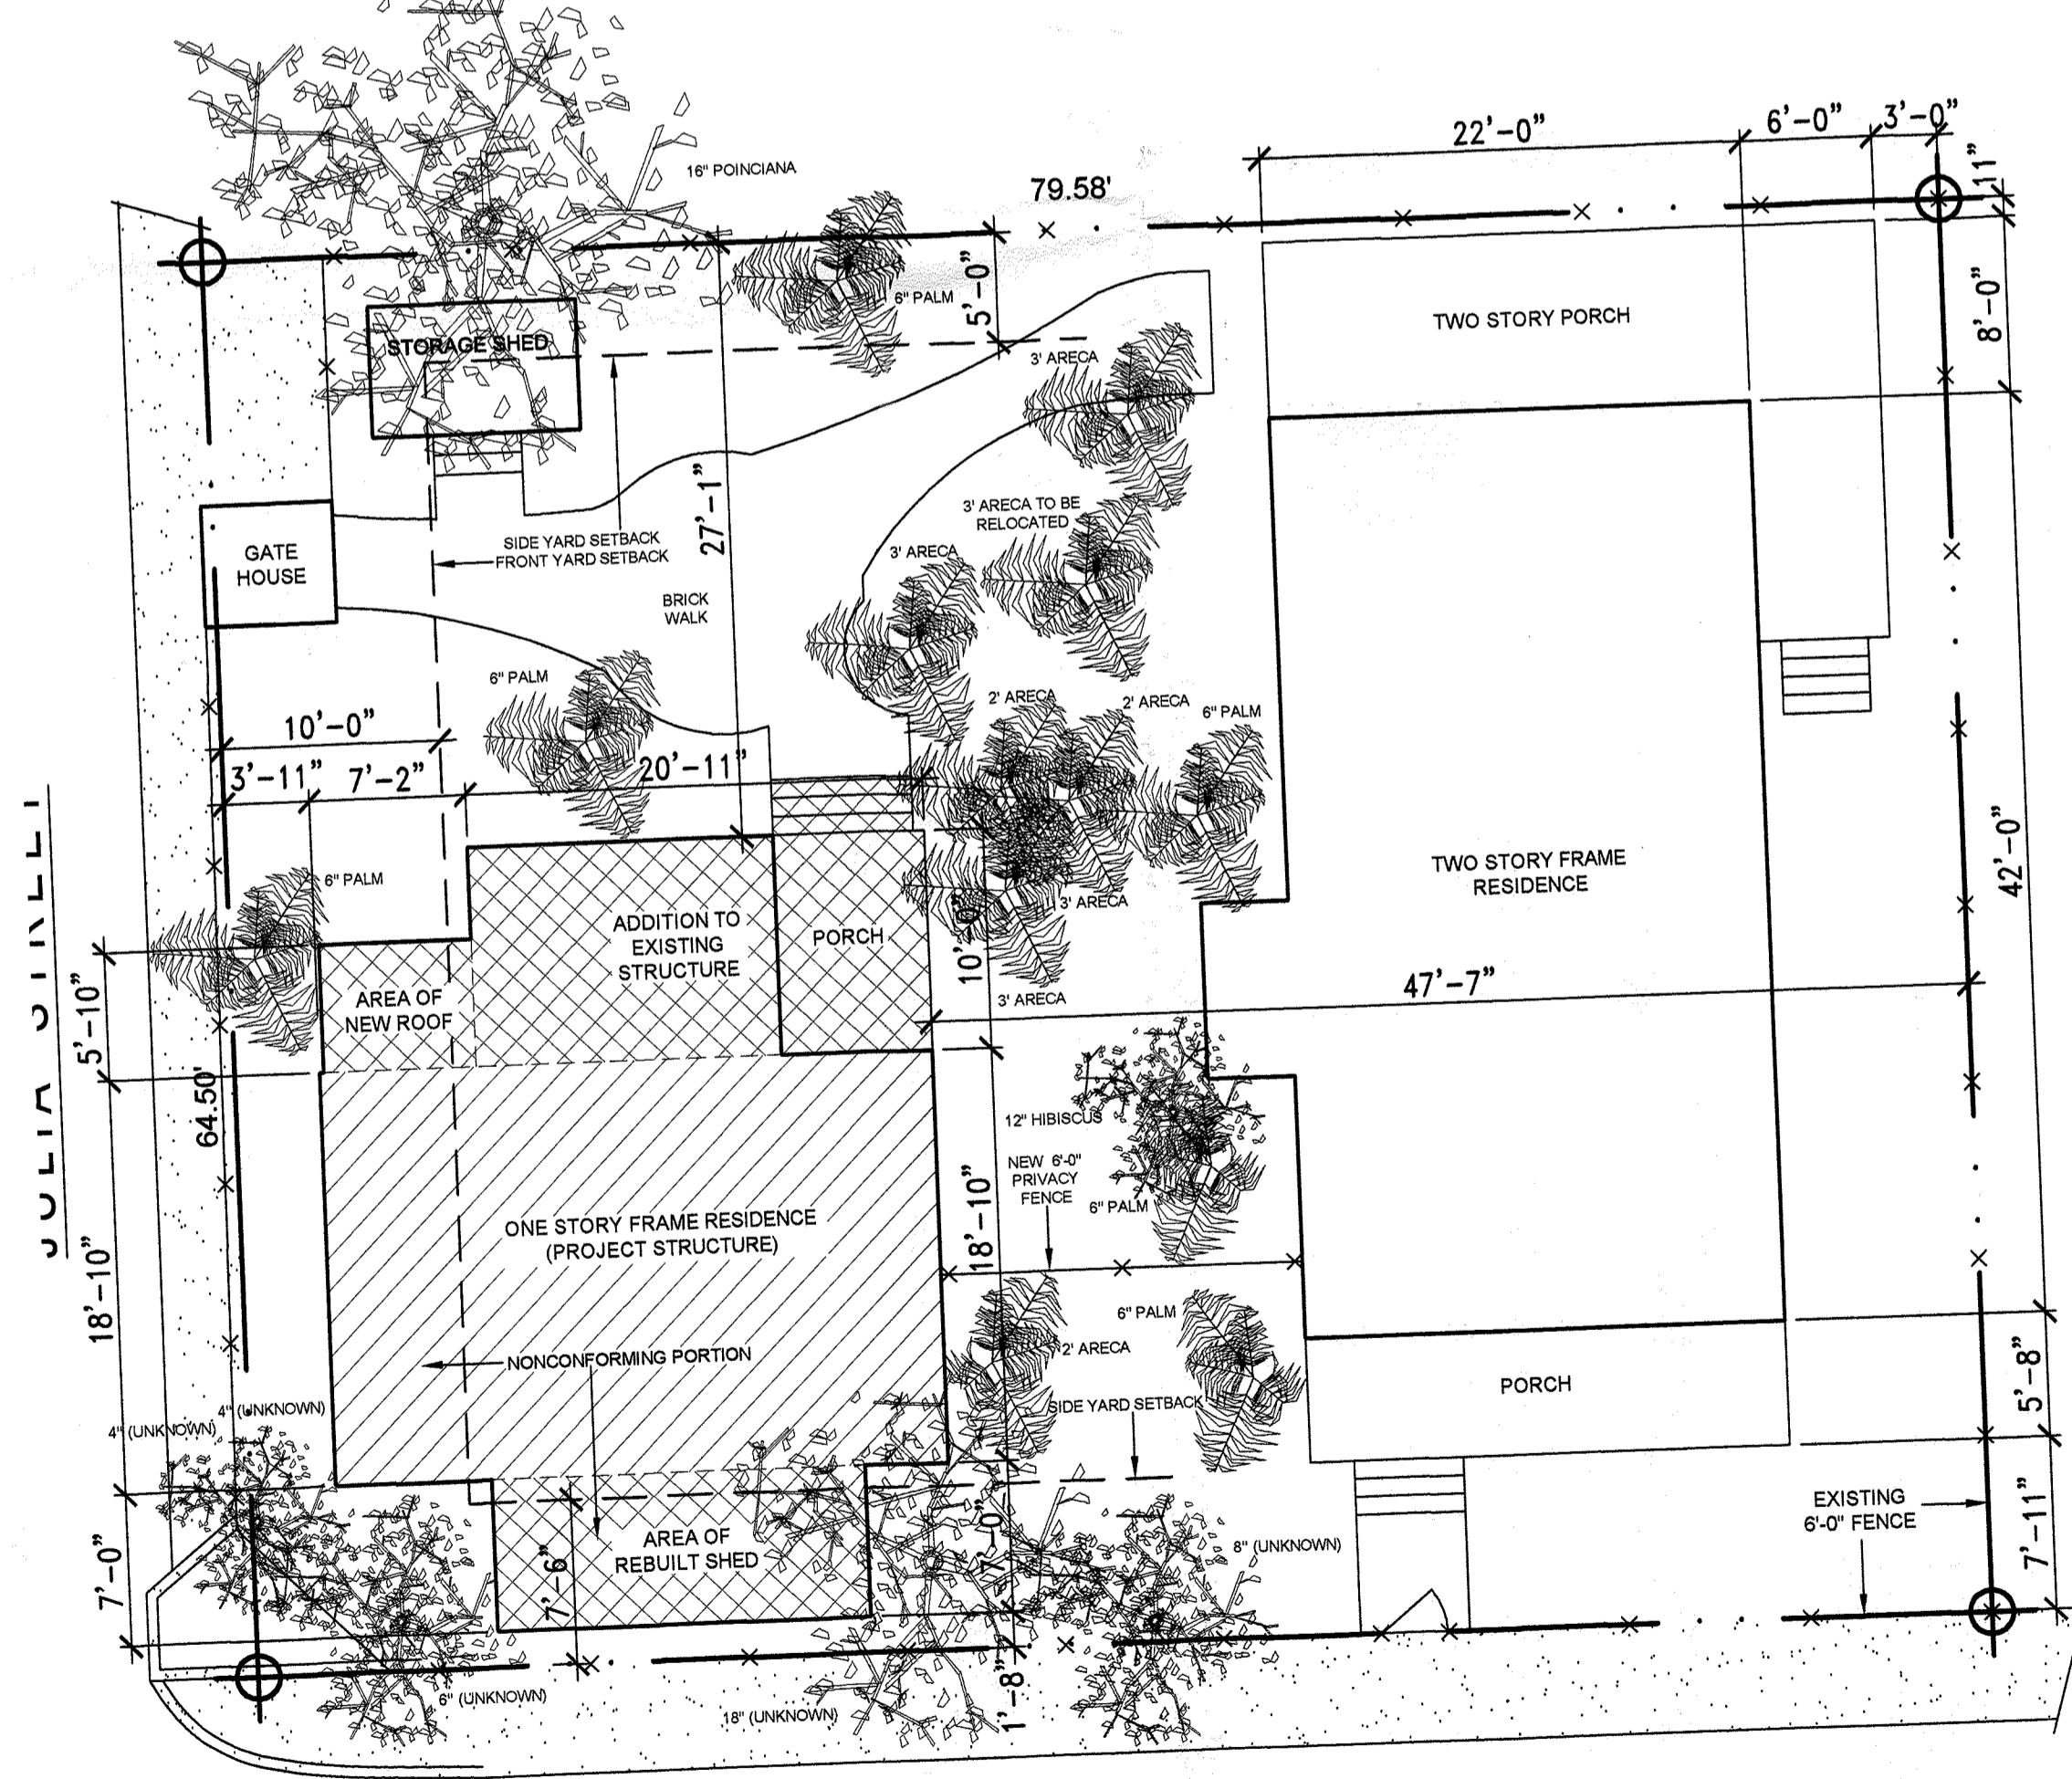 22'-0"
6'-0"
3'-0"
11"
16" POINCIANA
79.58'
6" PALM
5'-0"
STORAGE SHED
3' ARECA
TWO STORY PORCH
8'-0"
27'-1"
3' ARECA TO BE
RELOCATED
SIDE YARD SETBACK
FRONT YARD SETBACK
3' ARECA
GATE
HOUSE
BRICK
WALK
6" PALM
2' ARECA
2' ARECA
6" PALM
10'-0"
3'-11"
7'-2"
20'-11"
6" PALM
TWO STORY FRAME
RESIDENCE
42'-0"
3' ARECA
ADDITION TO
EXISTING
STRUCTURE
PORCH
10'-0"
47'-7"
3' ARECA
AREA OF
NEW ROOF
5'-10"
64.50'
12" HIBISCUS
NEW 6'-0"
PRIVACY
FENCE
6" PALM
18'-10"
ONE STORY FRAME RESIDENCE
(PROJECT STRUCTURE)
18'-10"
6" PALM
2' ARECA
NONCONFORMING PORTION
PORCH
5'-8"
SIDE YARD SETBACK
4" (UNKNOWN)
4" (UNKNOWN)
EXISTING
6'-0" FENCE
7'-11"
AREA OF
REBUILT SHED
7'-6"
7'-0"
7'-0"
8" (UNKNOWN)
6" (UNKNOWN)
18" (UNKNOWN)
1'-8"